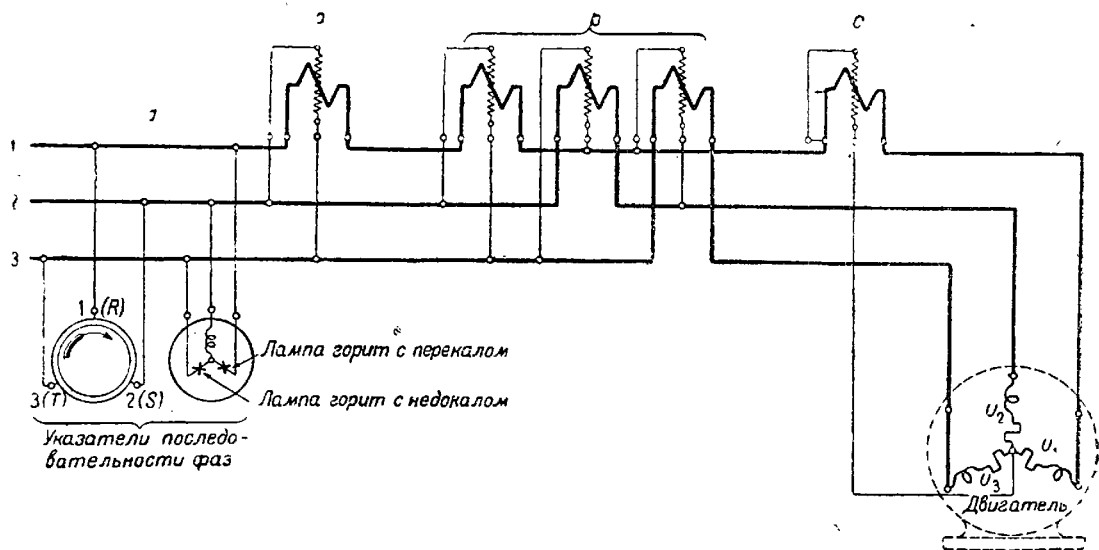 а
р
с
1
2
3
1 (R)
3(T)
2(S)
Лампа горит с перекалом
Лампа горит с недокалом
Указатели последо-
вательности фаз
U₂
U₁
U₃
Двигатель